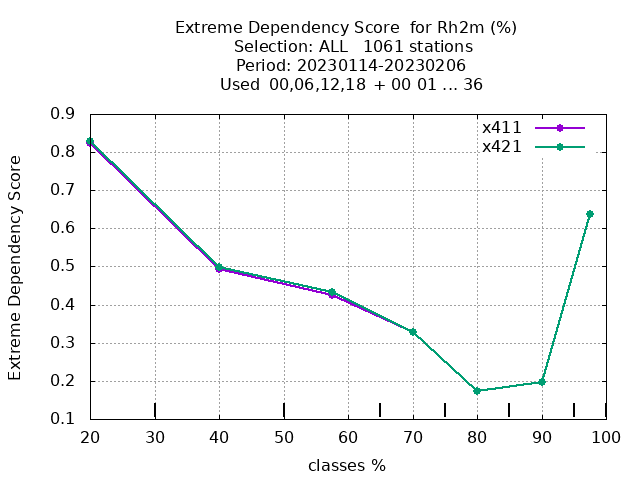 Extreme Dependency Score  for Rh2m (%)
Selection: ALL   1061 stations
Period: 20230114-20230206
Used  00,06,12,18  + 00 01 ... 36
x411
x421
Extreme Dependency Score
0.9
0.8
0.7
0.6
0.5
0.4
0.3
0.2
0.1
20 30 40 50 60 70 80 90 100
classes %